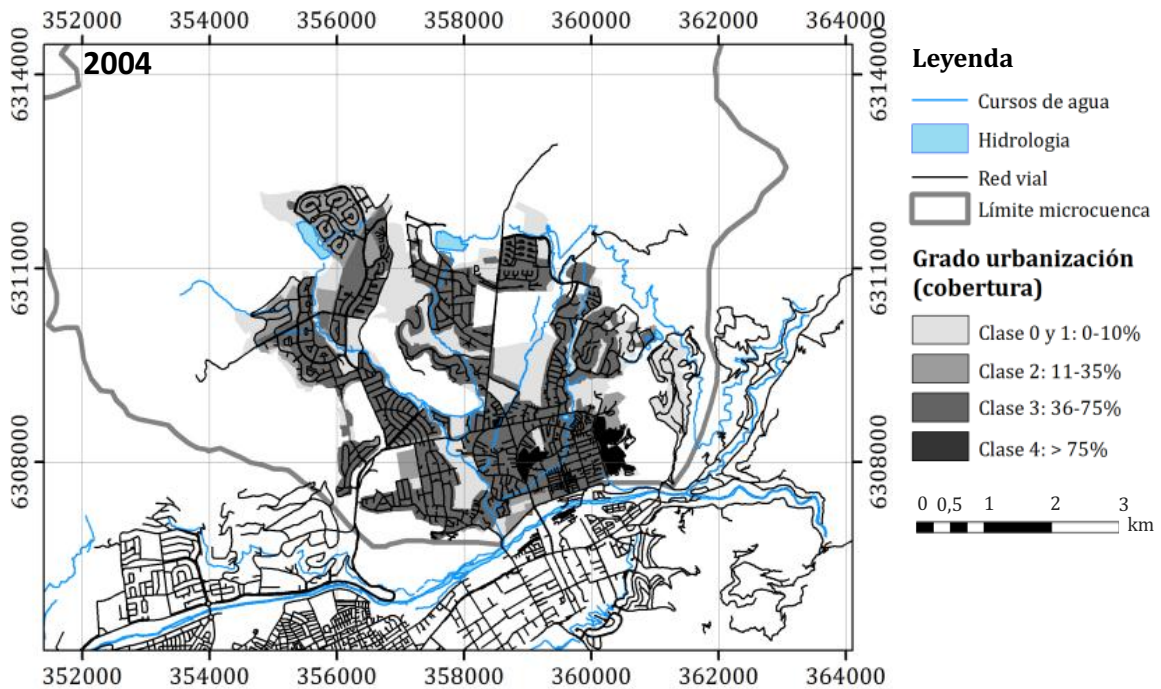 352000 354000 356000 358000 360000 362000 364000
2004
6314000
6311000
6308000
6314000
6311000
6308000
352000 354000 356000 358000 360000 362000 364000
Leyenda
Cursos de agua
Hidrologia
Red vial
Límite microcuenca
Grado urbanización
(cobertura)
Clase 0 y 1: 0-10%
Clase 2: 11-35%
Clase 3: 36-75%
Clase 4: > 75%
0 0,5 1 2 3
km